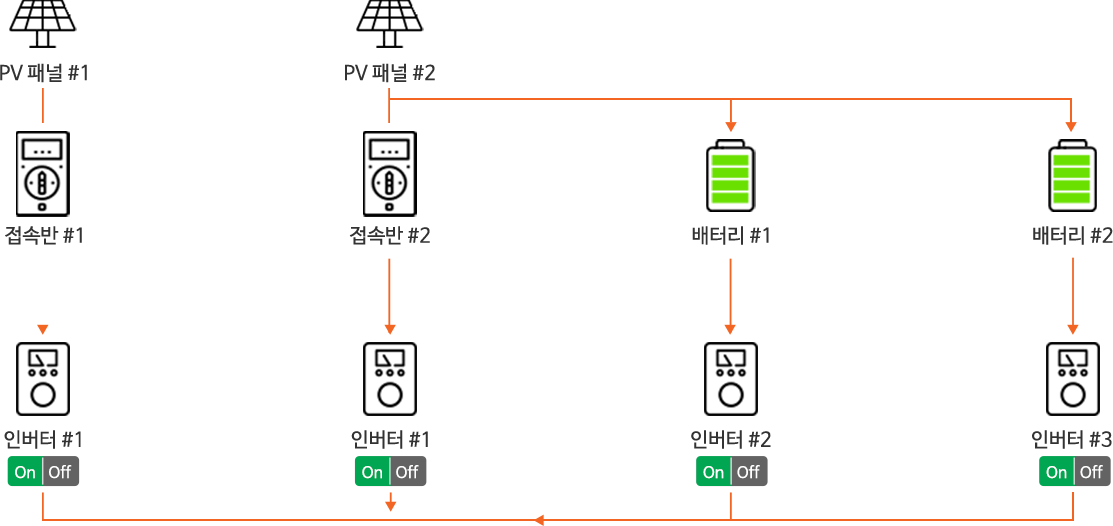 PV 패널 #1
PV 패널 #2
접속반 #1
접속반 #2
배터리 #1
배터리 #2
인버터 #1
인버터 #1
인버터 #2
인버터 #3
On Off
On Off
On Off
On Off